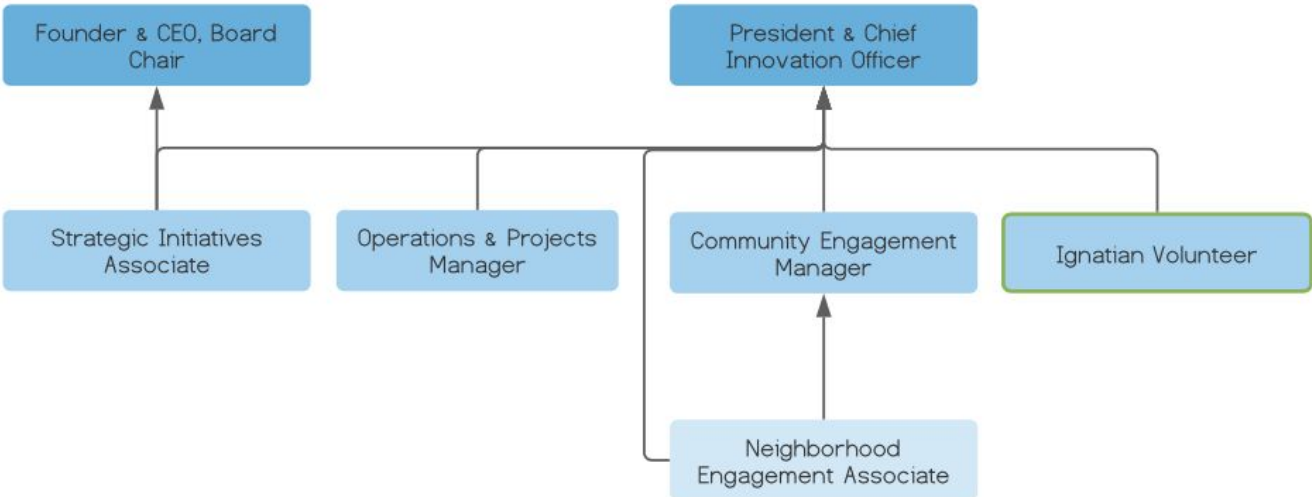 Founder & CEO, Board
Chair
President & Chief
Innovation Officer
Strategic Initiatives
Associate
Operations & Projects
Manager
Community Engagement
Manager
Ignatian Volunteer
Neighborhood
Engagement Associate